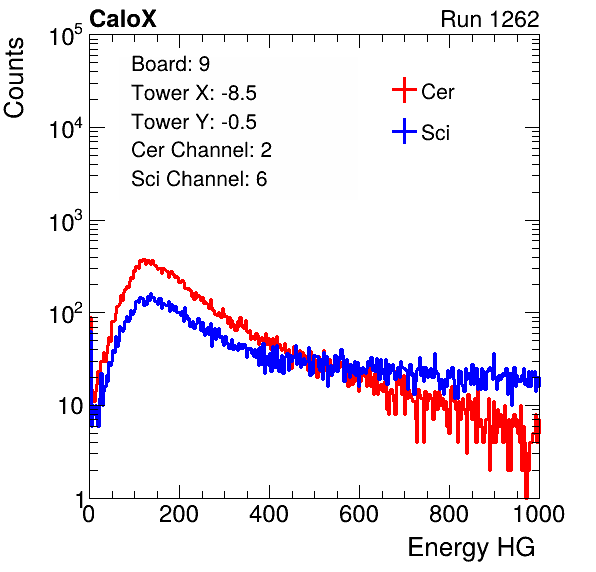 CaloX Run 1262
Counts
10^5
10^4
10^3
10^2
10
1
Board: 9
Tower X: -8.5
Tower Y: -0.5
Cer Channel: 2
Sci Channel: 6
Cer
Sci
0 200 400 600 800 1000
Energy HG